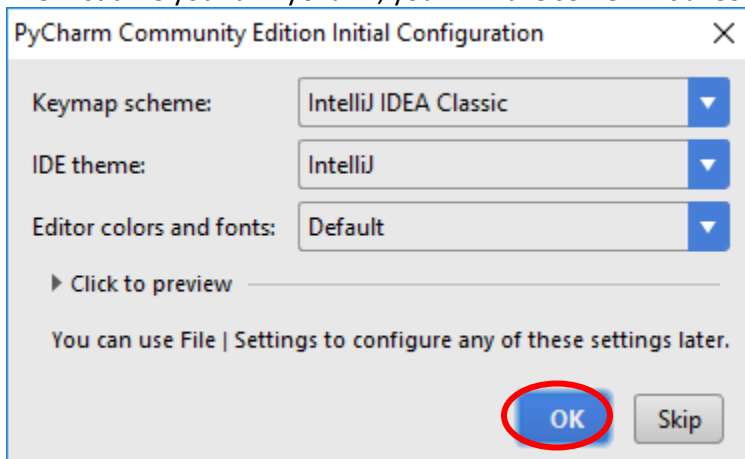 PyCharm Community Edition Initial Configuration
Keymap scheme: IntelliJ IDEA Classic
IDE theme: IntelliJ
Editor colors and fonts: Default
Click to preview
You can use File | Settings to configure any of these settings later.
OK Skip